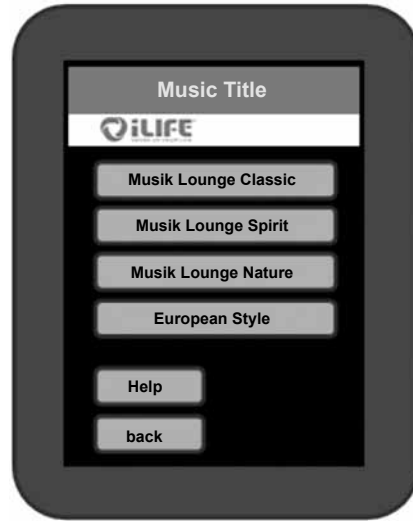 Music Title
iLIFE
Musik Lounge Classic
Musik Lounge Spirit
Musik Lounge Nature
European Style
Help
back